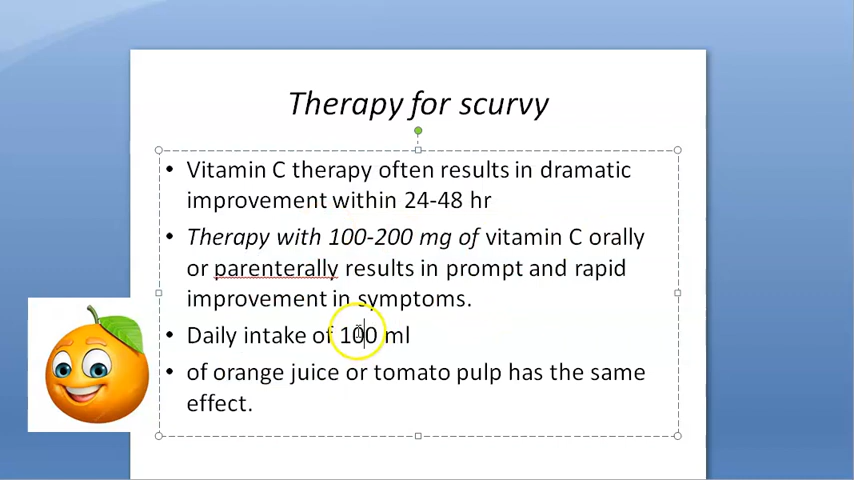 Therapy for scurvy
• Vitamin C therapy often results in dramatic
improvement within 24-48 hr
• Therapy with 100-200 mg of vitamin C orally
or parenterally results in prompt and rapid
improvement in symptoms.
• Daily intake of 100 ml
• of orange juice or tomato pulp has the same
effect.